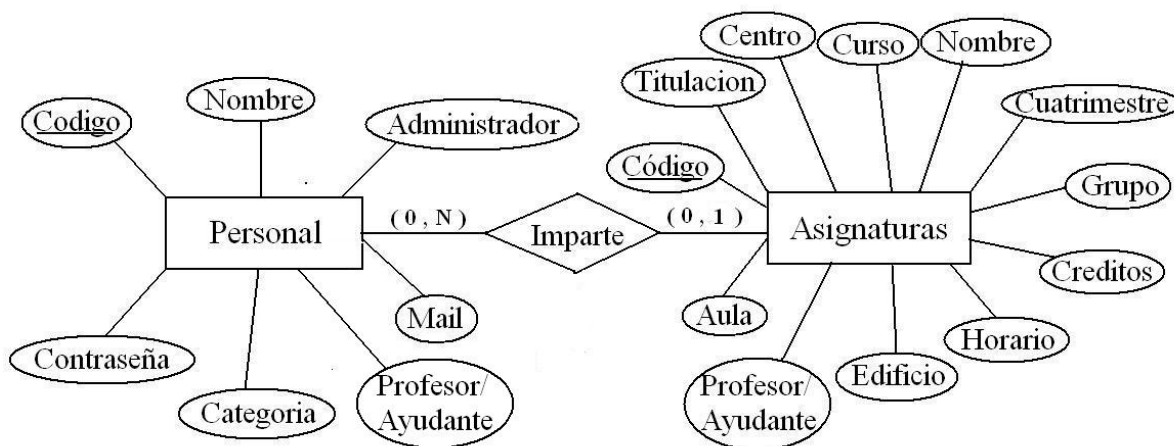 Centro
Curso
Nombre
Nombre
Titulacion
Codigo
Administrador
Cuatrimestre
Código
Grupo
Personal
( 0 , N )
Imparte
( 0 , 1 )
Asignaturas
Creditos
Mail
Aula
Horario
Contraseña
Profesor/
Ayudante
Categoria
Profesor/
Ayudante
Edificio